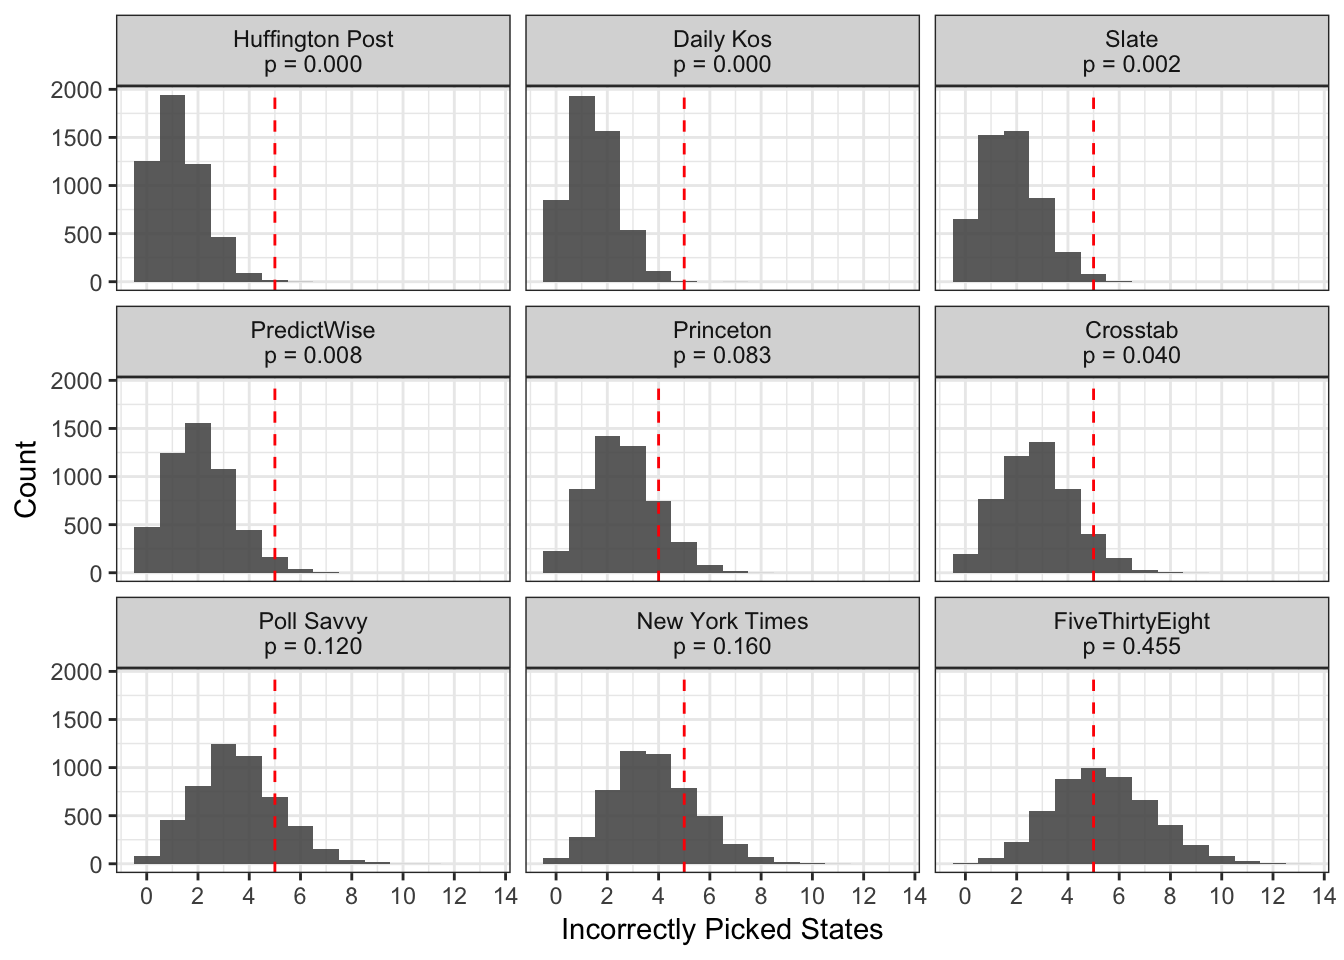 Huffington Post
p = 0.000
Daily Kos
p = 0.000
Slate
p = 0.002
2000
1500
1000
500
0
PredictWise
p = 0.008
Princeton
p = 0.083
Crosstab
p = 0.040
2000
1500
1000
500
0
Count
Poll Savvy
p = 0.120
New York Times
p = 0.160
FiveThirtyEight
p = 0.455
2000
1500
1000
500
0
0 2 4 6 8 10 12 14
0 2 4 6 8 10 12 14
0 2 4 6 8 10 12 14
Incorrectly Picked States